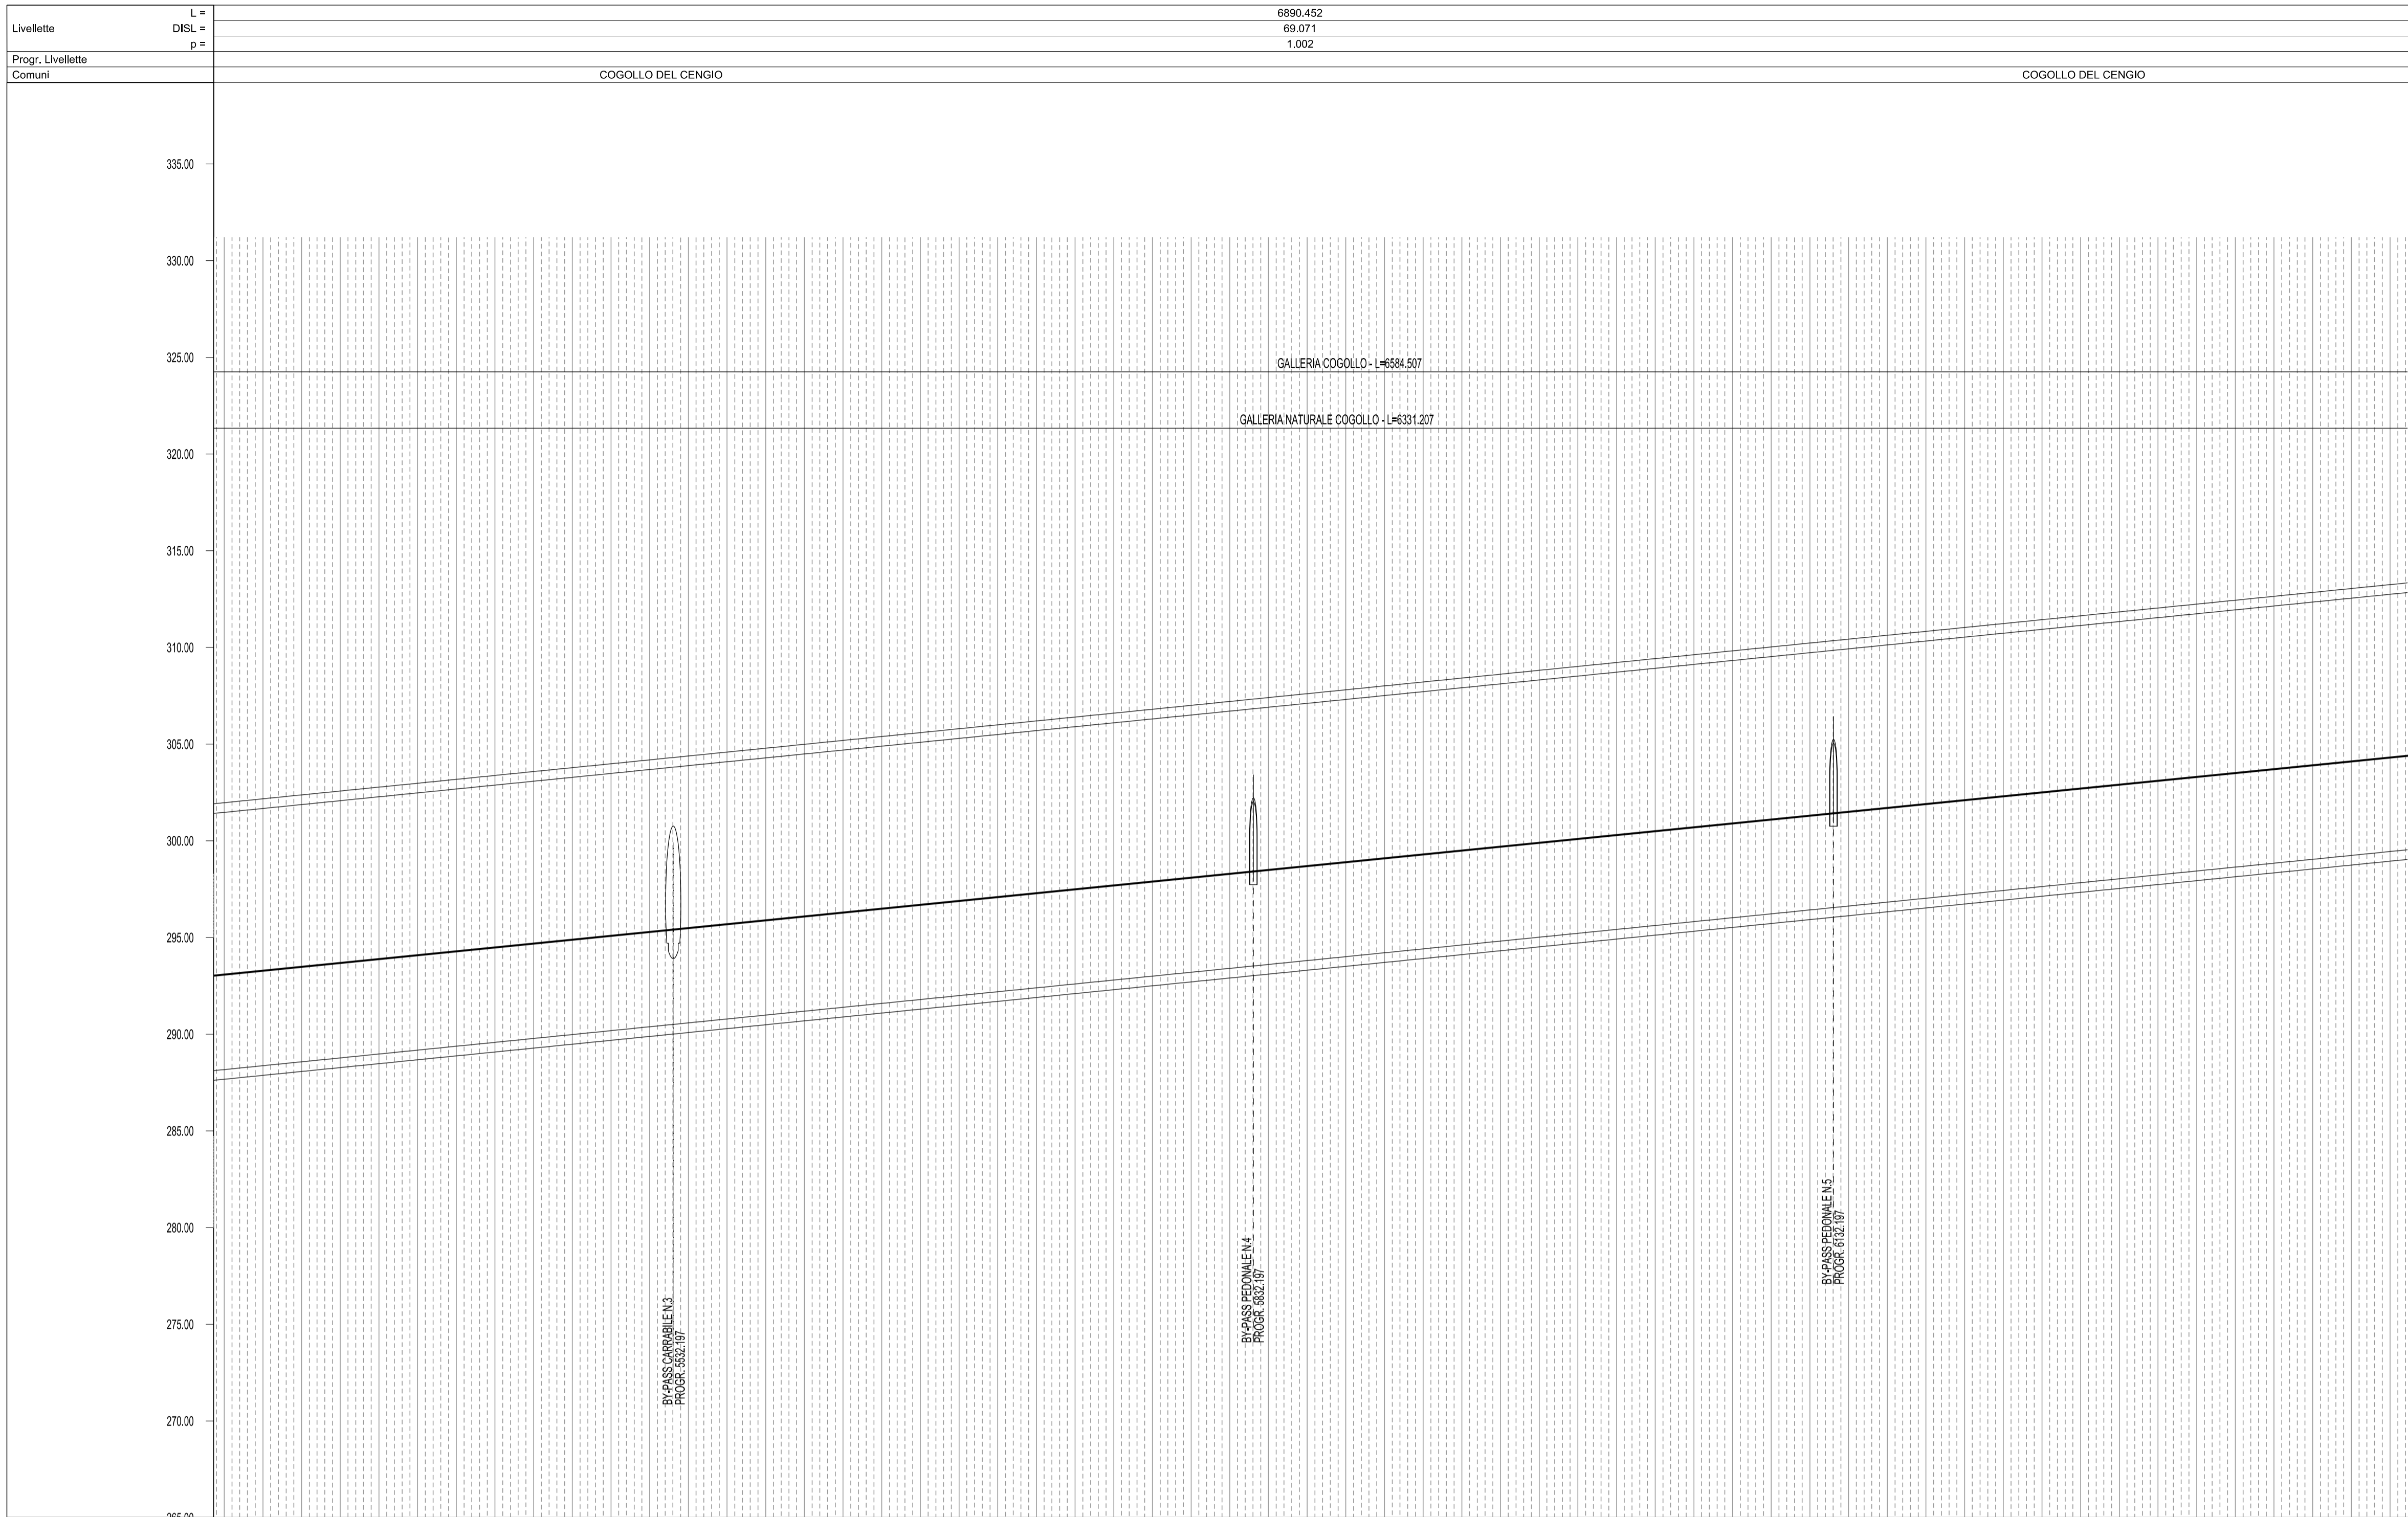 L =
6890.452
Livellette
DISL =
69.071
p =
1.002
Progr. Livellette
Comuni
COGOLLO DEL CENGIO
COGOLLO DEL CENGIO
335.00
330.00
325.00
GALLERIA COGOLLO - L=6584.507
GALLERIA NATURALE COGOLLO - L=6331.207
320.00
315.00
310.00
305.00
300.00
295.00
290.00
285.00
280.00
275.00
270.00
265.00
BY-PASS CARRABILE N.3
PROGR. 5532.197
BY-PASS PEDONALE N.4
PROGR. 5832.197
BY-PASS PEDONALE N.5
PROGR. 6132.197